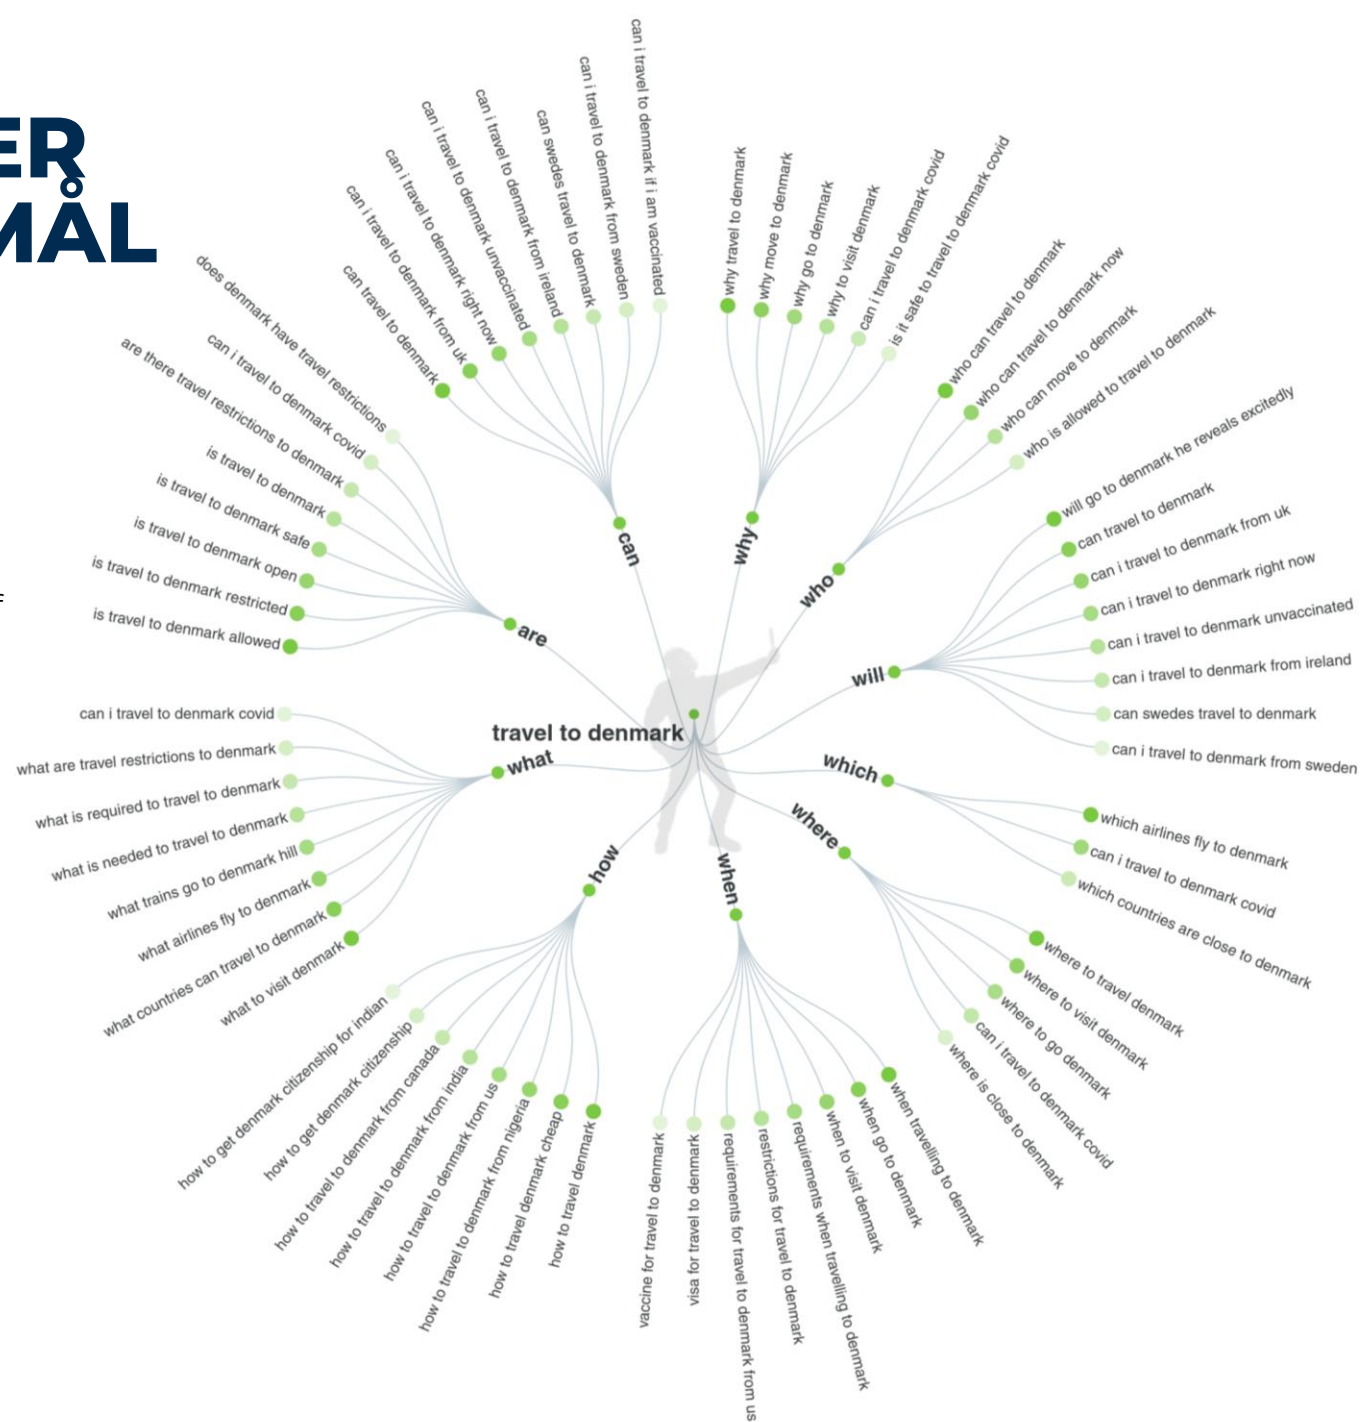 ER
MÅL
travel to denmark
why
why travel to denmark
why move to denmark
why go to denmark
why to visit denmark
can i travel to denmark covid
is it safe to travel to denmark covid
who
who can travel to denmark
who can travel to denmark now
who can move to denmark
who is allowed to travel to denmark
will
will go to denmark he reveals excitedly
can travel to denmark
can i travel to denmark from uk
can i travel to denmark right now
can i travel to denmark unvaccinated
can i travel to denmark from ireland
can swedes travel to denmark
can i travel to denmark from sweden
which
which airlines fly to denmark
can i travel to denmark covid
which countries are close to denmark
where
where to travel denmark
where to visit denmark
where to go denmark
can i travel to denmark covid
where is close to denmark
when
when travelling to denmark
when go to denmark
when to visit denmark
requirements when travelling to denmark
restrictions for travel to denmark
requirements for travel to denmark from us
visa for travel to denmark
vaccine for travel to denmark
how
how to travel denmark
how to travel denmark cheap
how to travel to denmark from nigeria
how to travel to denmark from us
how to travel to denmark from india
how to travel to denmark from canada
how to get denmark citizenship
how to get denmark citizenship for indian
what
what to visit denmark
what countries can travel to denmark
what airlines fly to denmark
what trains go to denmark hill
what is needed to travel to denmark
what is required to travel to denmark
what are travel restrictions to denmark
can i travel to denmark covid
are
is travel to denmark allowed
is travel to denmark restricted
is travel to denmark open
is travel to denmark safe
is travel to denmark
are there travel restrictions to denmark
can i travel to denmark covid
does denmark have travel restrictions
can
can travel to denmark
can i travel to denmark from uk
can i travel to denmark right now
can i travel to denmark unvaccinated
can i travel to denmark from ireland
can swedes travel to denmark
can i travel to denmark from sweden
can i travel to denmark if i am vaccinated